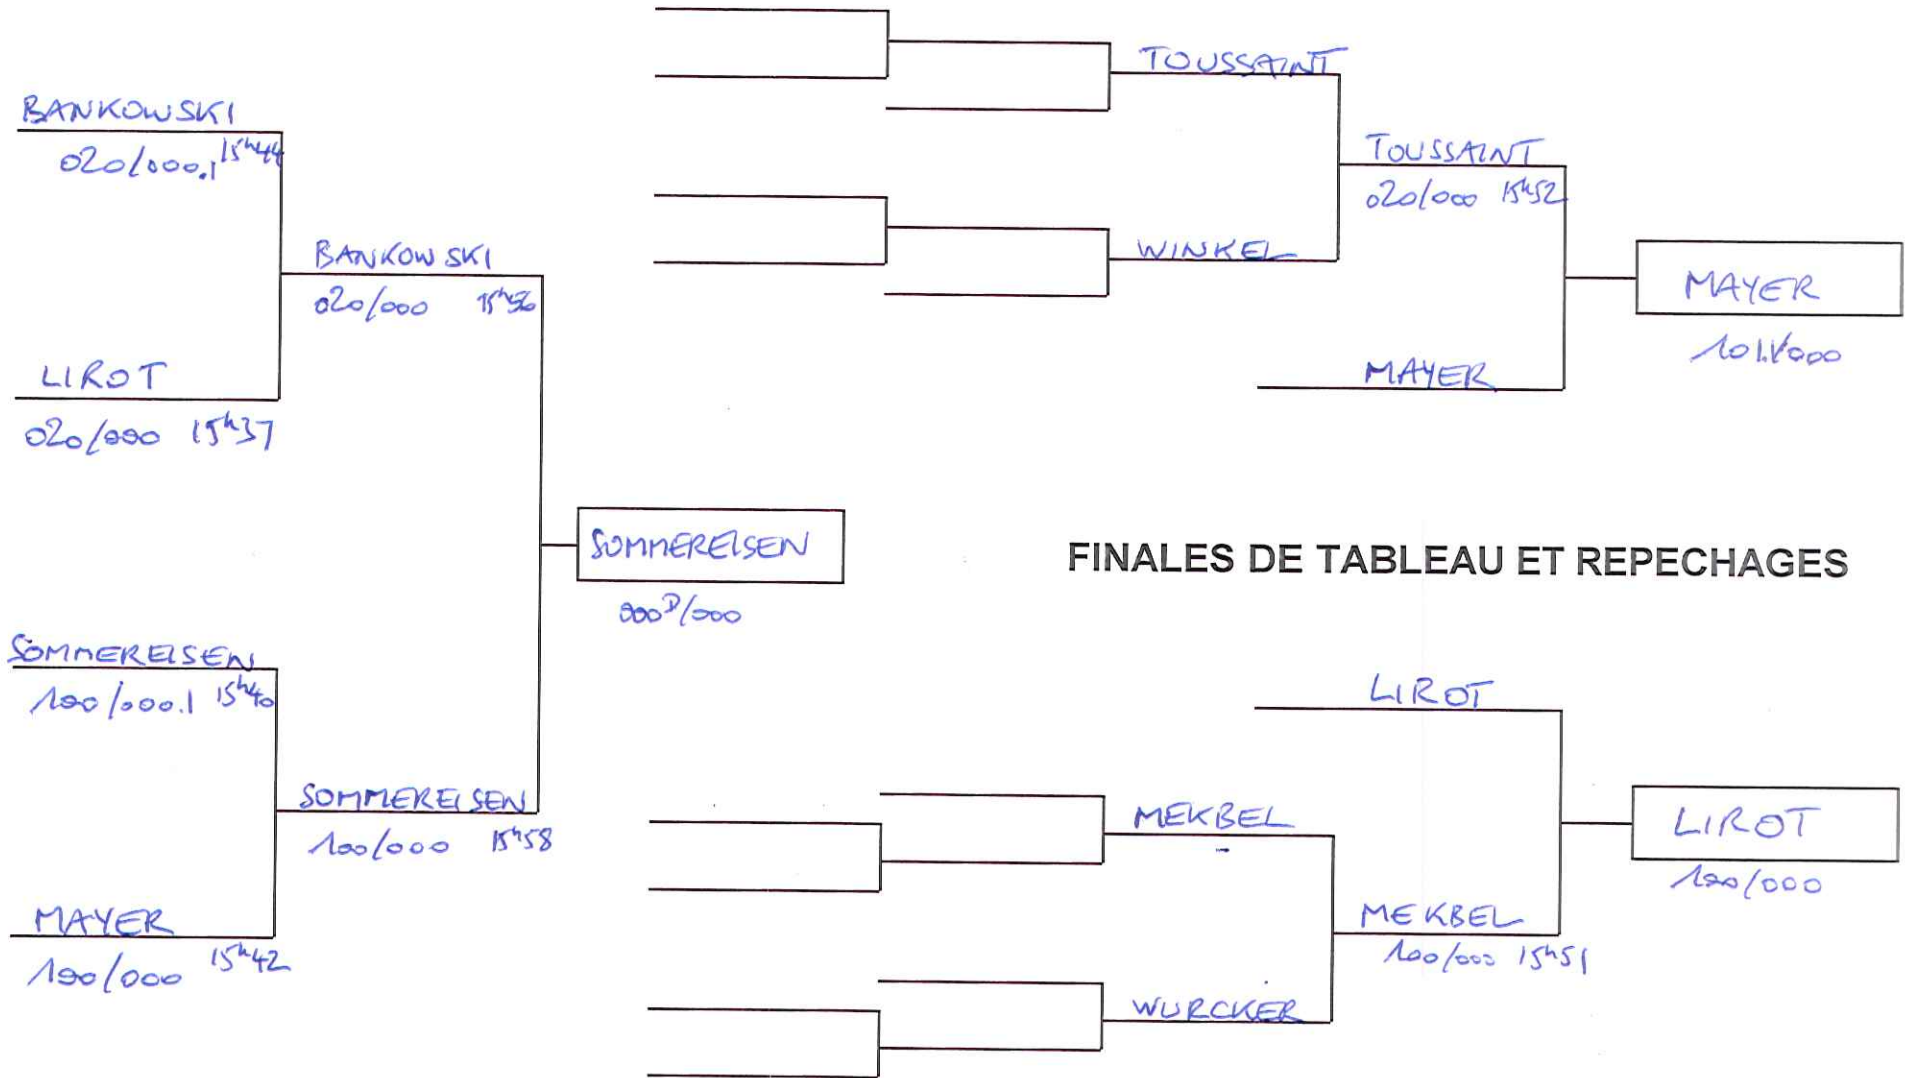 BANKOWSKI
020/000.1 15h44
BANKOWSKI
020/000 15h56
LIROT
020/000 15h37
SOMMEREISEN
000D/000
SOMMEREISEN
100/000.1 15h40
SOMMEREISEN
100/000 15h58
MAYER
100/000 15h42
TOUSSAINT
TOUSSAINT
020/000 15h52
WINKEL
MAYER
101.1/000
MAYER
FINALES DE TABLEAU ET REPECHAGES
LIROT
MEKBEL
LIROT
100/000
MEKBEL
100/000 15h51
WURCKER